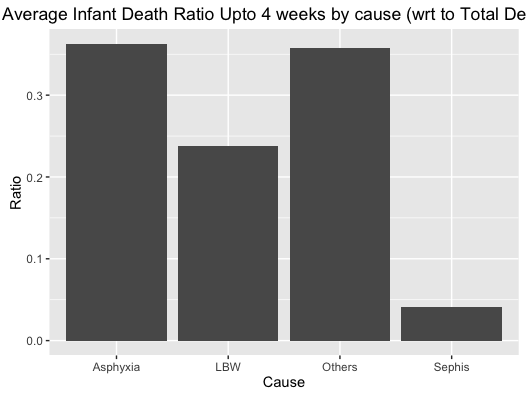 Average Infant Death Ratio Upto 4 weeks by cause (wrt to Total De
0.3
0.2
0.1
0.0
Ratio
Asphyxia LBW Others Sephis
Cause